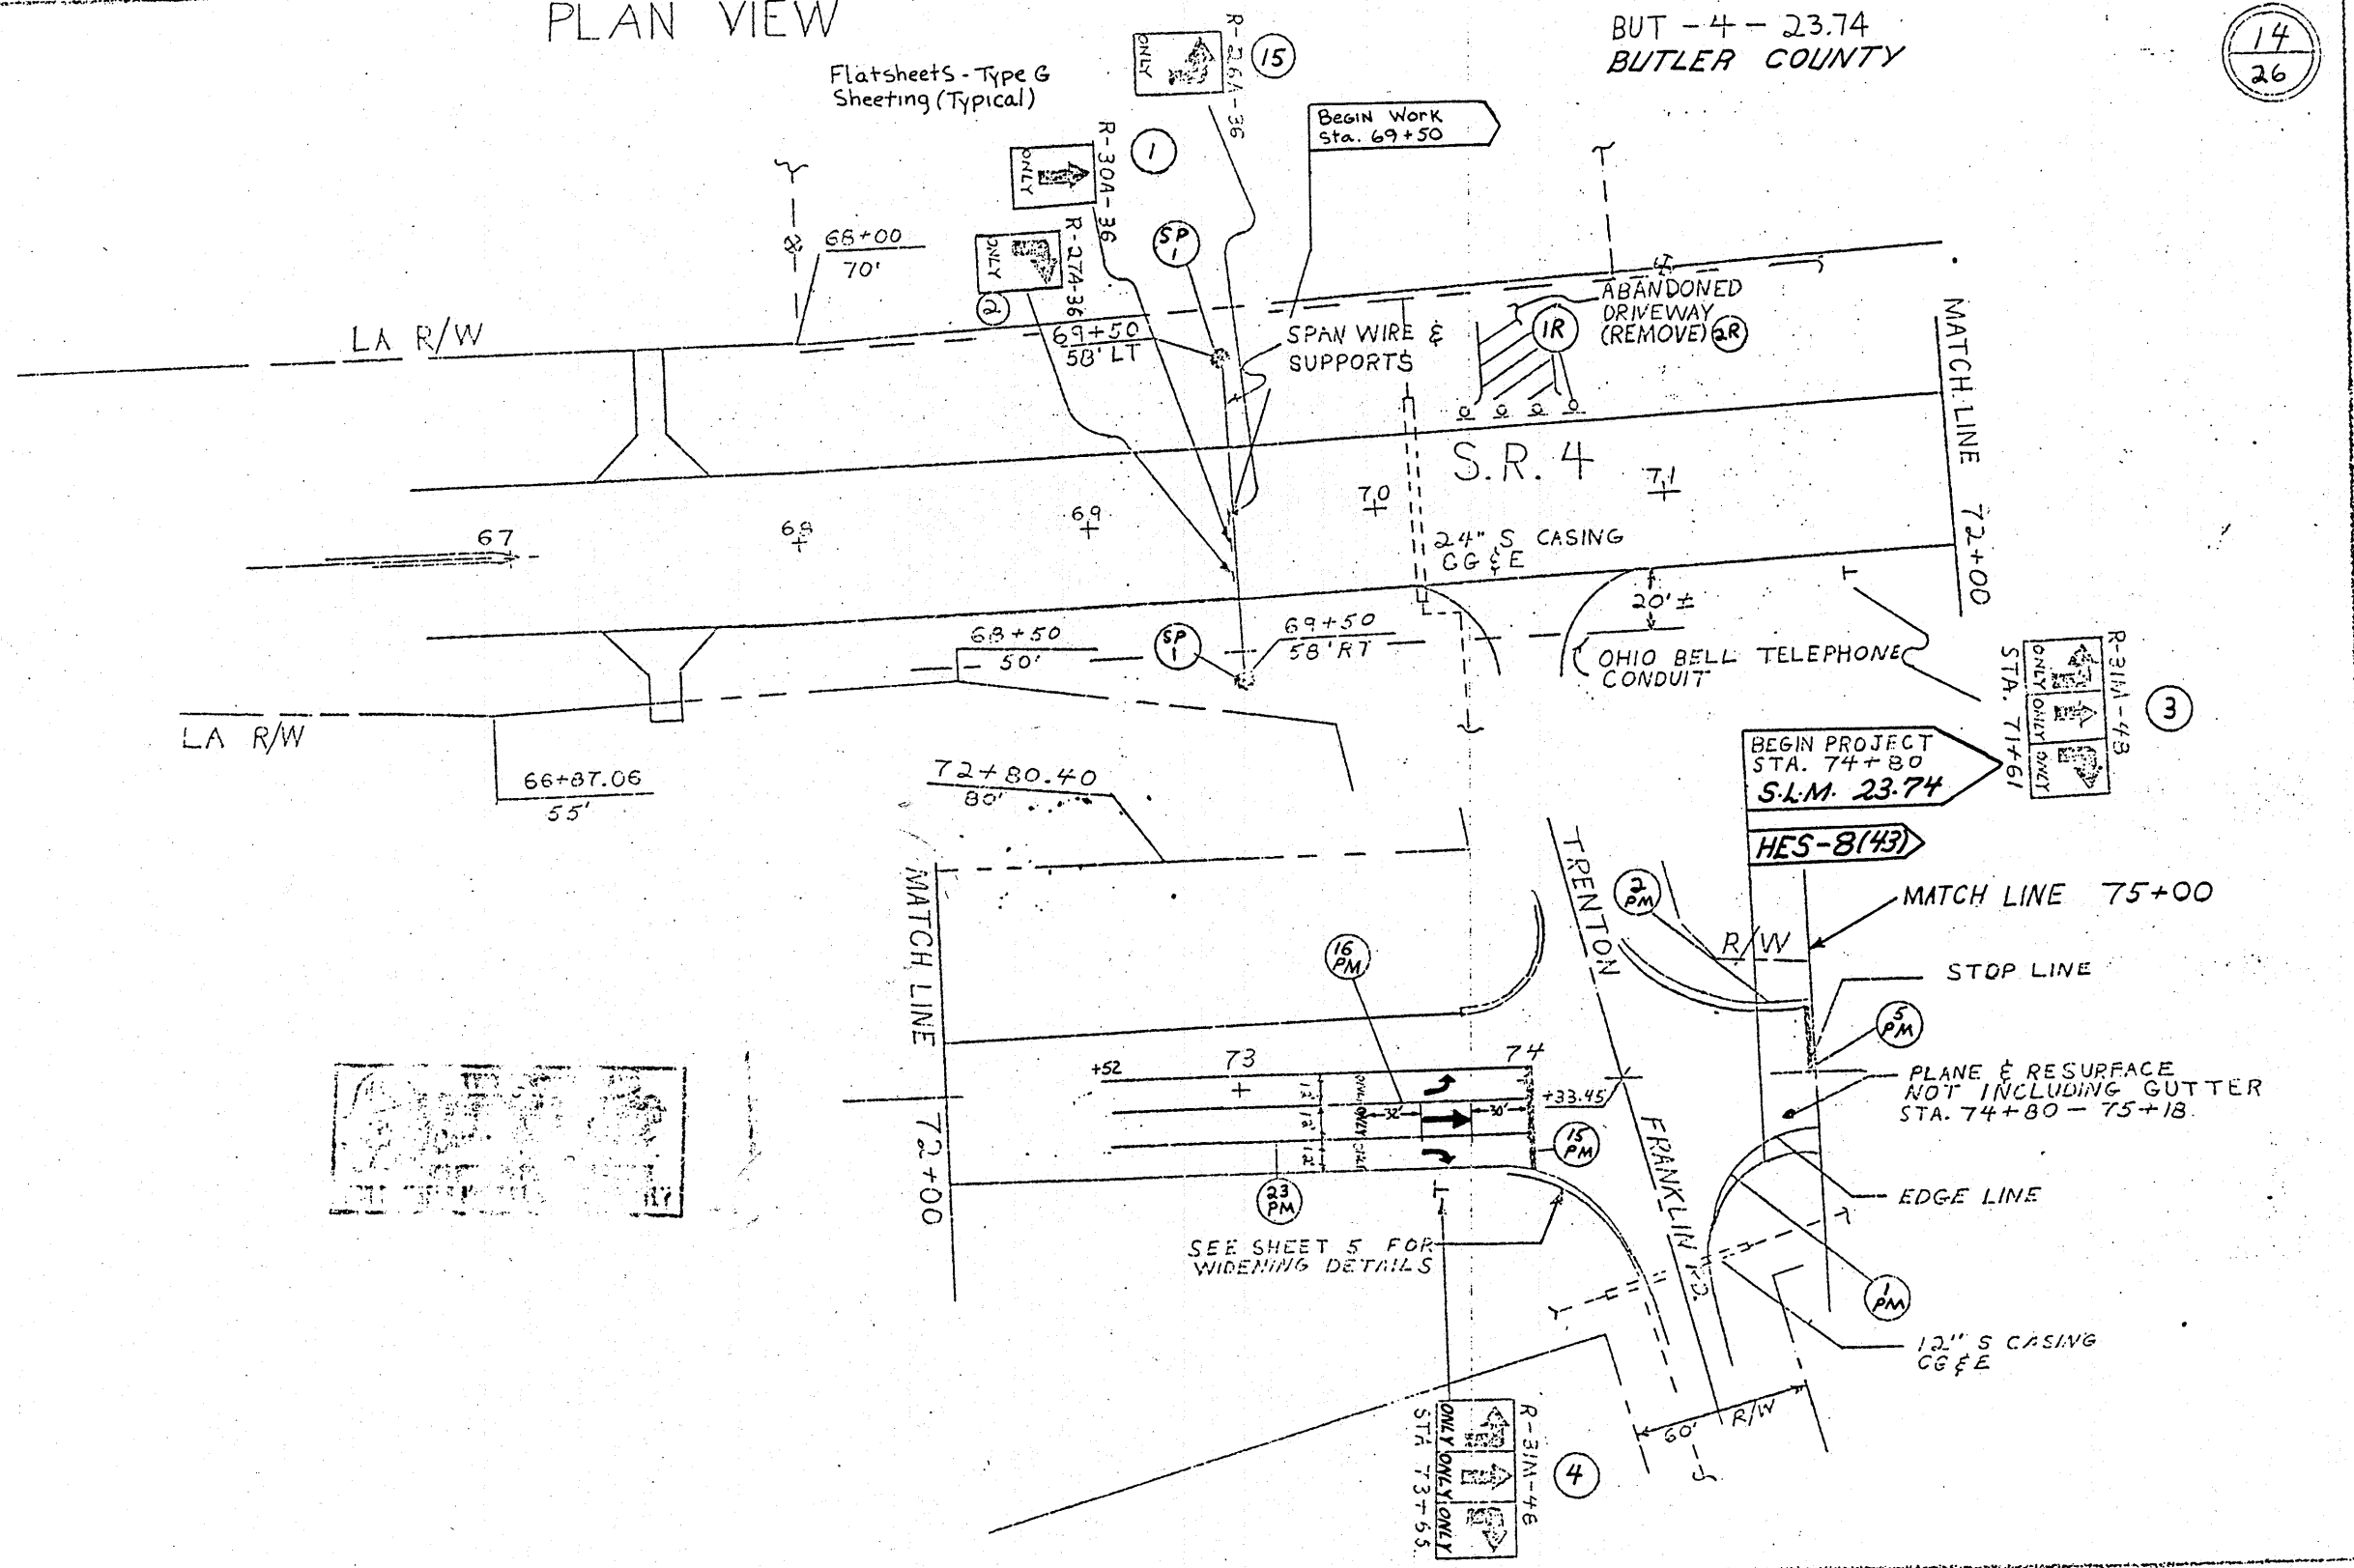 PLAN VIEW
BUT - 4 - 23.74
BUTLER COUNTY
14
26
Flatsheets - Type G
Sheeting (Typical)
ONLY
R-26A-36
15
ONLY
R-30A-36
1
ONLY
R-27A-36
2
BEGIN WORK
Sta. 69+50
SP
1
68+00
70'
LA R/W
69+50
58' LT
SPAN WIRE &
SUPPORTS
ABANDONED
DRIVEWAY
(REMOVE) 2R
1R
MATCH LINE 72+00
S.R. 4
67
68
69
70
71
24" S CASING
CG & E
20' ±
68+50
50'
SP
1
69+50
58' RT
OHIO BELL TELEPHONE
CONDUIT
LA R/W
66+87.06
55'
R-31M-48
ONLY ONLY ONLY
STA. 71+61
3
BEGIN PROJECT
STA. 74+80
S.L.M. 23.74
HES-8(43)
72+80.40
80'
MATCH LINE
72+00
TRENTON
FRANKLIN RD.
2
PM
R/W
MATCH LINE 75+00
STOP LINE
16
PM
5
PM
PLANE & RESURFACE
NOT INCLUDING GUTTER
STA. 74+80 - 75+18
+52
73
74
12'
12'
12'
ONLY
32'
30'
+33.45
15
PM
23
PM
SEE SHEET 5 FOR
WIDENING DETAILS
EDGE LINE
1
PM
12" S CASING
CG & E
60'
R/W
ONLY ONLY ONLY
4